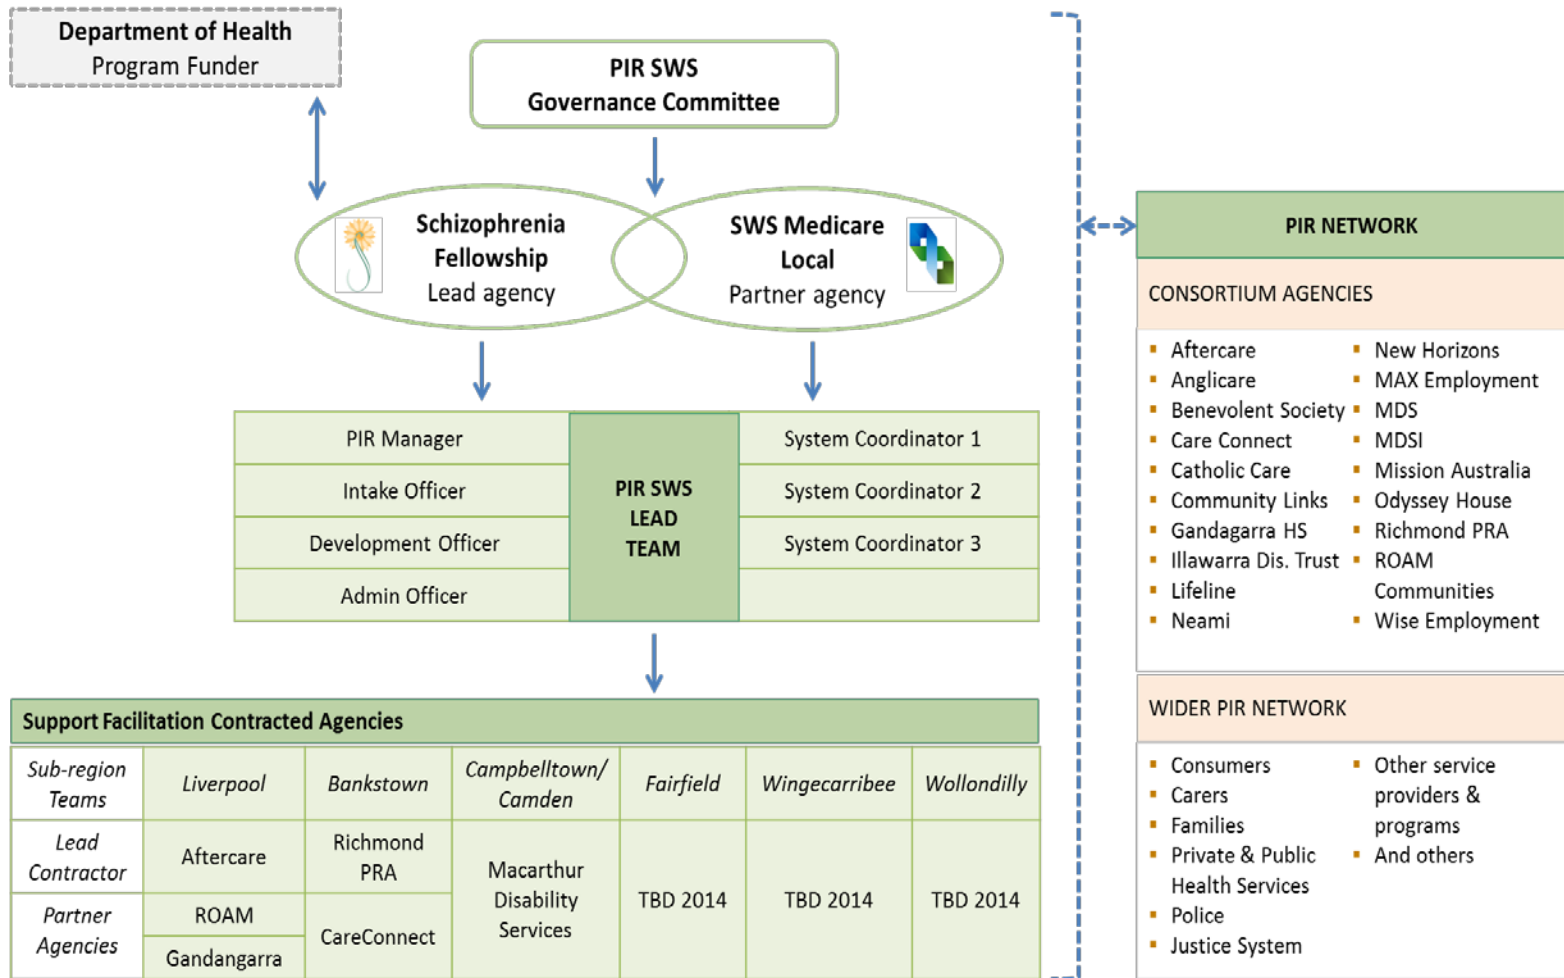 Department of Health
Program Funder
PIR SWS
Governance Committee
Schizophrenia
Fellowship
Lead agency
SWS Medicare
Local
Partner agency
PIR Manager
Intake Officer
Development Officer
Admin Officer
PIR SWS
LEAD
TEAM
System Coordinator 1
System Coordinator 2
System Coordinator 3
Support Facilitation Contracted Agencies
Sub-region
Teams
Liverpool
Bankstown
Campbelltown/
Camden
Fairfield
Wingecarribee
Wollondilly
Lead
Contractor
Aftercare
Richmond
PRA
Macarthur
Disability
Services
TBD 2014
TBD 2014
TBD 2014
Partner
Agencies
ROAM
Gandangarra
CareConnect
PIR NETWORK
CONSORTIUM AGENCIES
▪ Aftercare
▪ Anglicare
▪ Benevolent Society
▪ Care Connect
▪ Catholic Care
▪ Community Links
▪ Gandagarra HS
▪ Illawarra Dis. Trust
▪ Lifeline
▪ Neami
▪ New Horizons
▪ MAX Employment
▪ MDS
▪ MDSI
▪ Mission Australia
▪ Odyssey House
▪ Richmond PRA
▪ ROAM
Communities
▪ Wise Employment
WIDER PIR NETWORK
▪ Consumers
▪ Carers
▪ Families
▪ Private & Public
Health Services
▪ Police
▪ Justice System
▪ Other service
providers &
programs
▪ And others